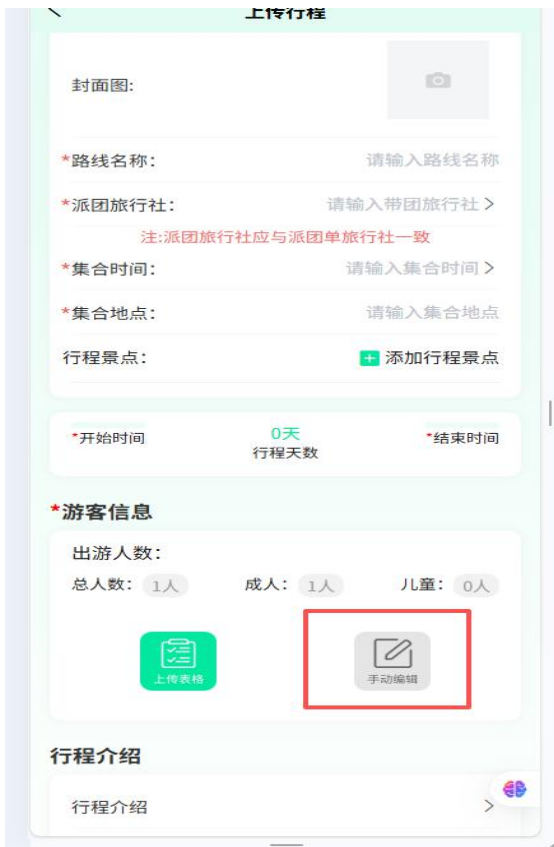 上传行程
封面图:
*路线名称: 请输入路线名称
*派团旅行社: 请输入带团旅行社 >
注:派团旅行社应与派团单旅行社一致
*集合时间: 请输入集合时间 >
*集合地点: 请输入集合地点
行程景点: + 添加行程景点
*开始时间 0天 *结束时间
行程天数
*游客信息
出游人数:
总人数: 1人 成人: 1人 儿童: 0人
上传表格 手动编辑
行程介绍
行程介绍 >